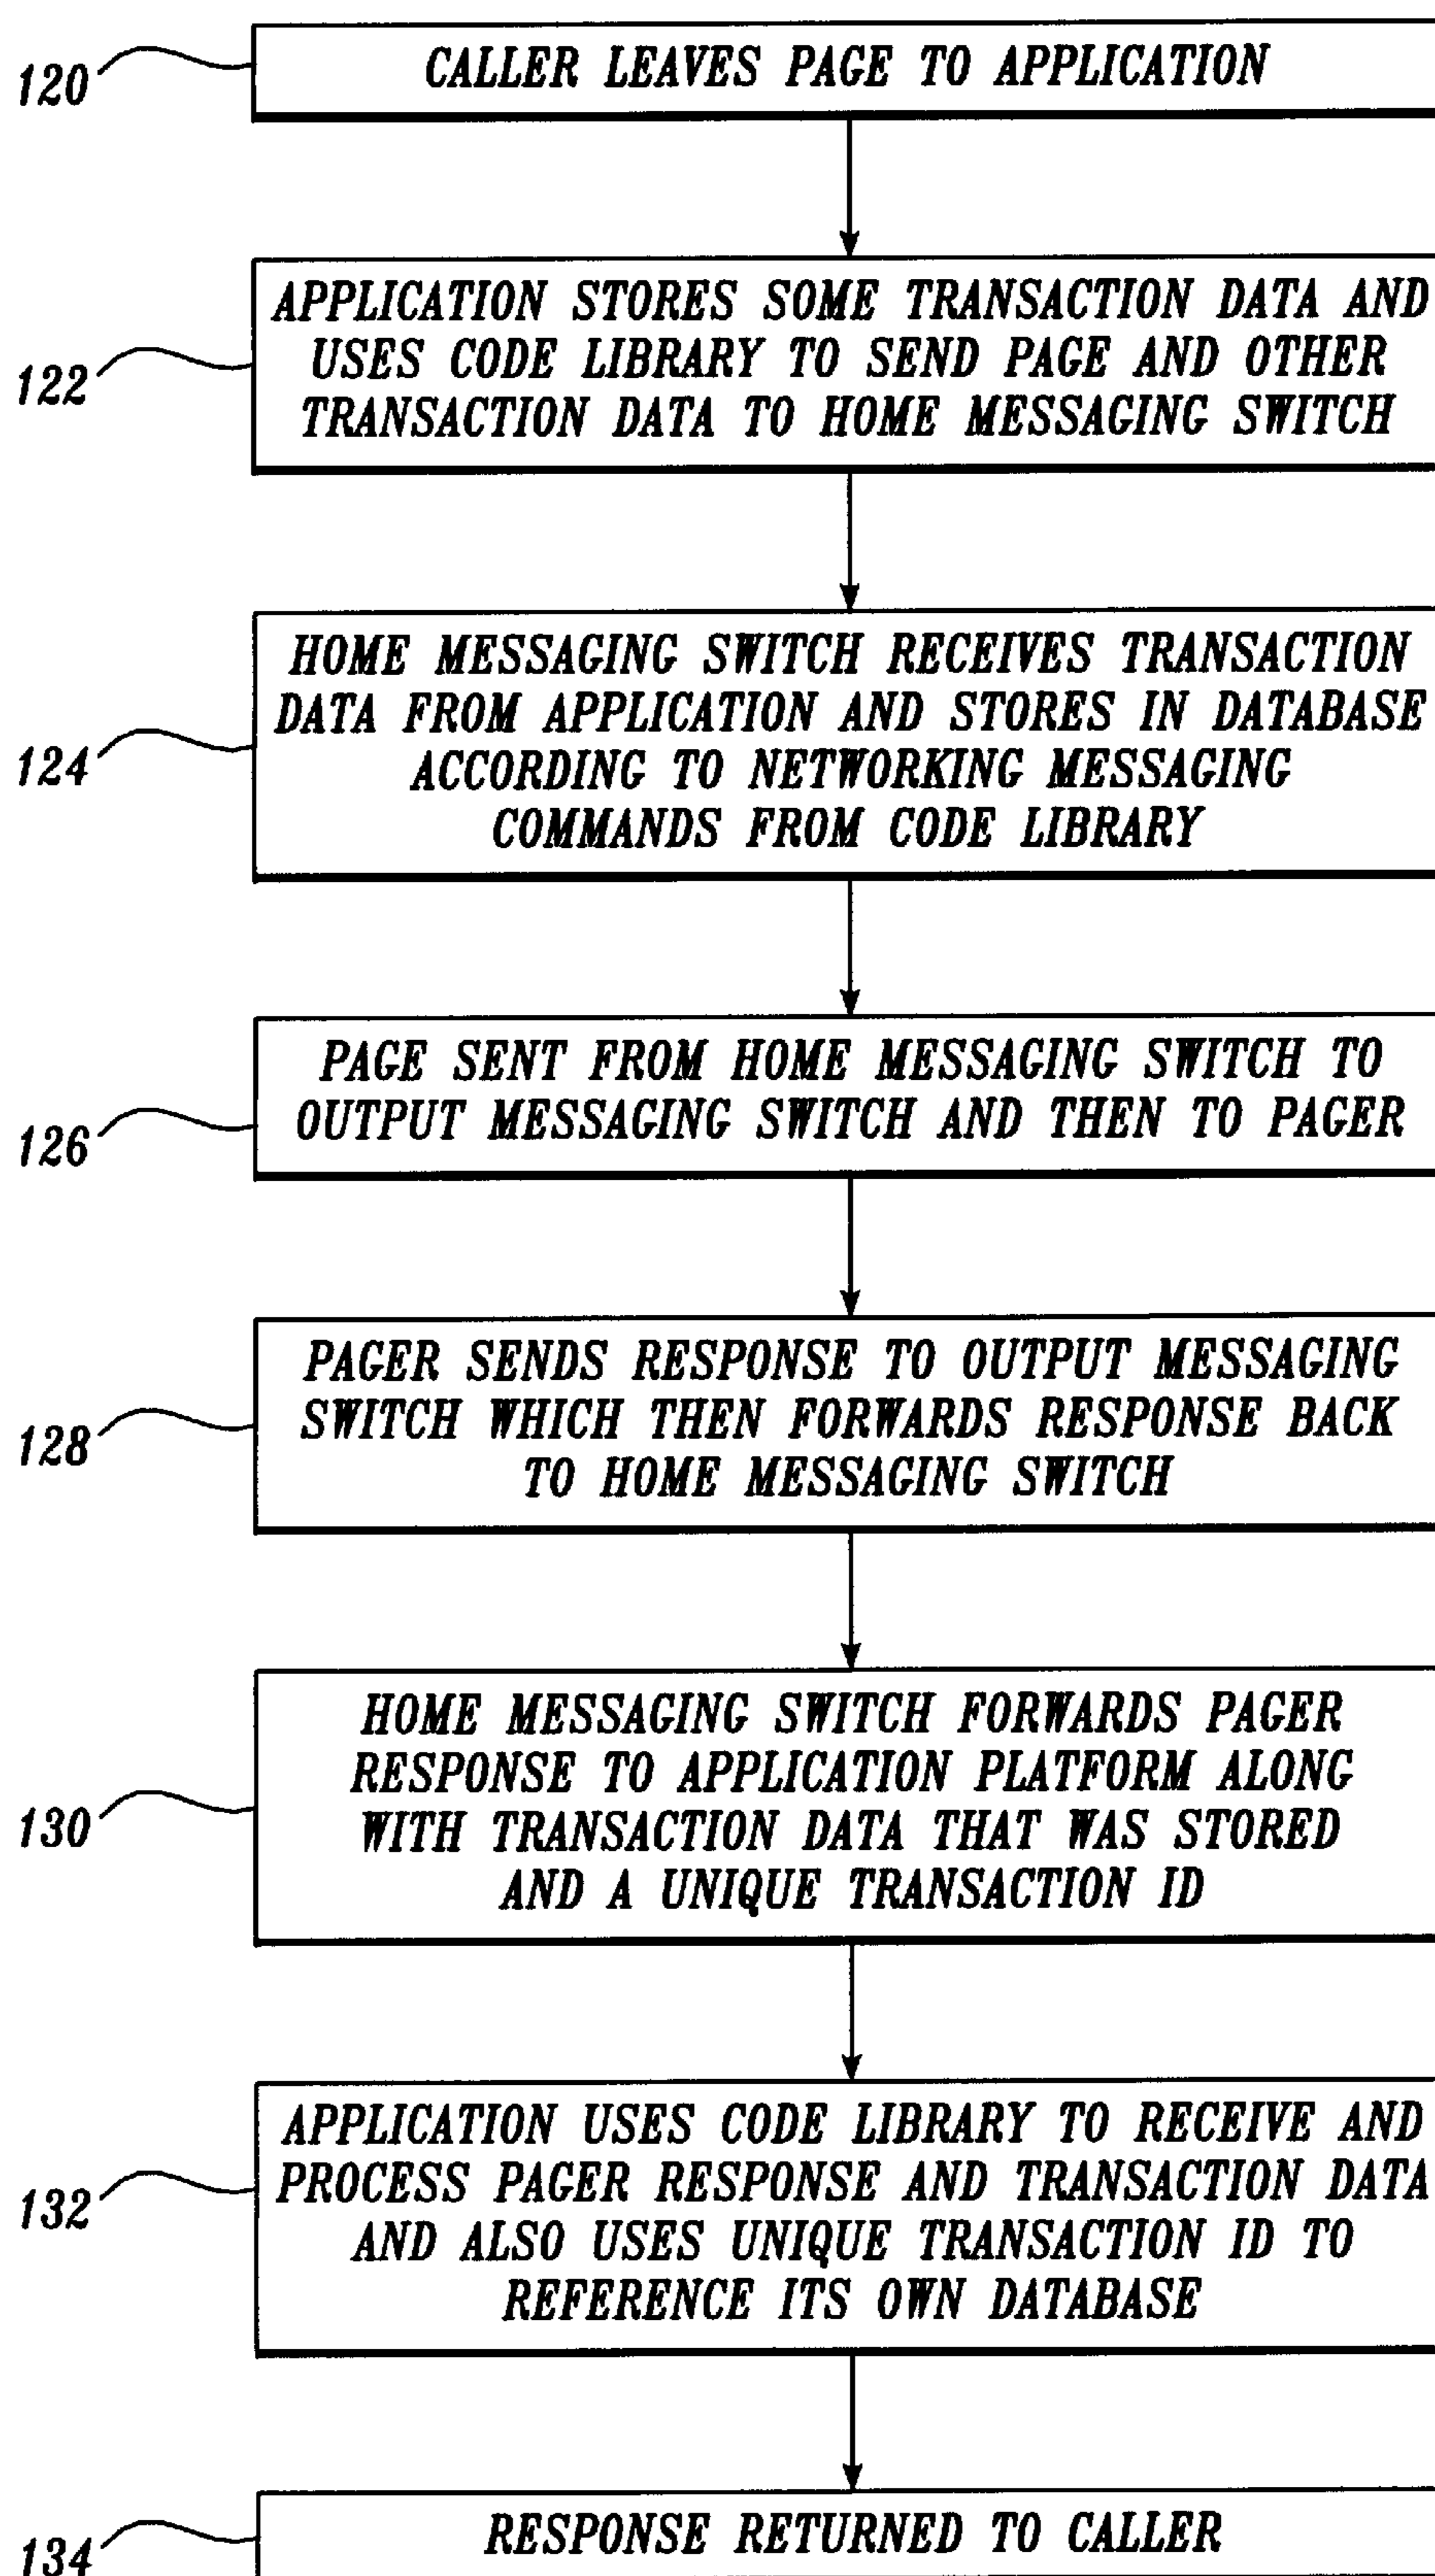 120
CALLER LEAVES PAGE TO APPLICATION
122
APPLICATION STORES SOME TRANSACTION DATA AND
USES CODE LIBRARY TO SEND PAGE AND OTHER
TRANSACTION DATA TO HOME MESSAGING SWITCH
124
HOME MESSAGING SWITCH RECEIVES TRANSACTION
DATA FROM APPLICATION AND STORES IN DATABASE
ACCORDING TO NETWORKING MESSAGING
COMMANDS FROM CODE LIBRARY
126
PAGE SENT FROM HOME MESSAGING SWITCH TO
OUTPUT MESSAGING SWITCH AND THEN TO PAGER
128
PAGER SENDS RESPONSE TO OUTPUT MESSAGING
SWITCH WHICH THEN FORWARDS RESPONSE BACK
TO HOME MESSAGING SWITCH
130
HOME MESSAGING SWITCH FORWARDS PAGER
RESPONSE TO APPLICATION PLATFORM ALONG
WITH TRANSACTION DATA THAT WAS STORED
AND A UNIQUE TRANSACTION ID
132
APPLICATION USES CODE LIBRARY TO RECEIVE AND
PROCESS PAGER RESPONSE AND TRANSACTION DATA
AND ALSO USES UNIQUE TRANSACTION ID TO
REFERENCE ITS OWN DATABASE
134
RESPONSE RETURNED TO CALLER